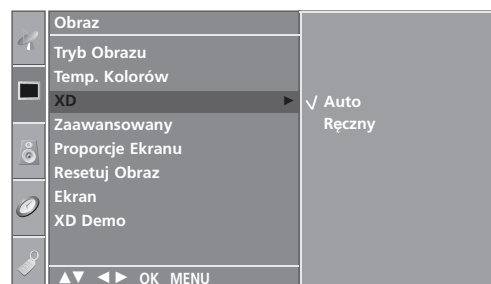 Obraz
Tryb Obrazu
Temp. Kolorów
XD
Zaawansowany
Proporcje Ekranu
Resetuj Obraz
Ekran
XD Demo
Auto
Ręczny
OK MENU